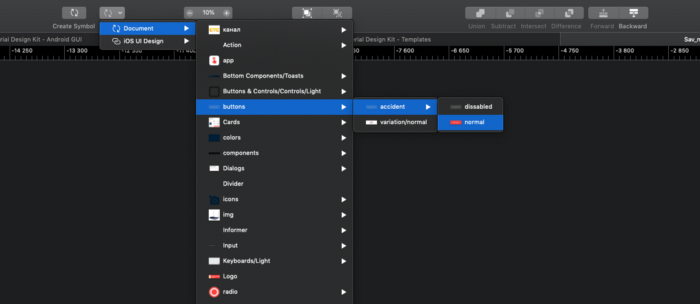 10%
Create Symbol
Union Subtract Intersect Difference
Forward Backward
Document
iOS UI Design
erial Design Kit - Android GUI
erial Design Kit - Templates
Sav_n
-14 250
-13 300
-7 600
-6 650
-5 700
-4 750
-3 800
-2 850
канал
Action
app
Bottom Components/Toasts
Buttons & Controls/Controls/Light
buttons
accident
dissabled
Cards
variation/normal
normal
colors
components
Dialogs
Divider
icons
img
Informer
Input
Keyboards/Light
Logo
radio